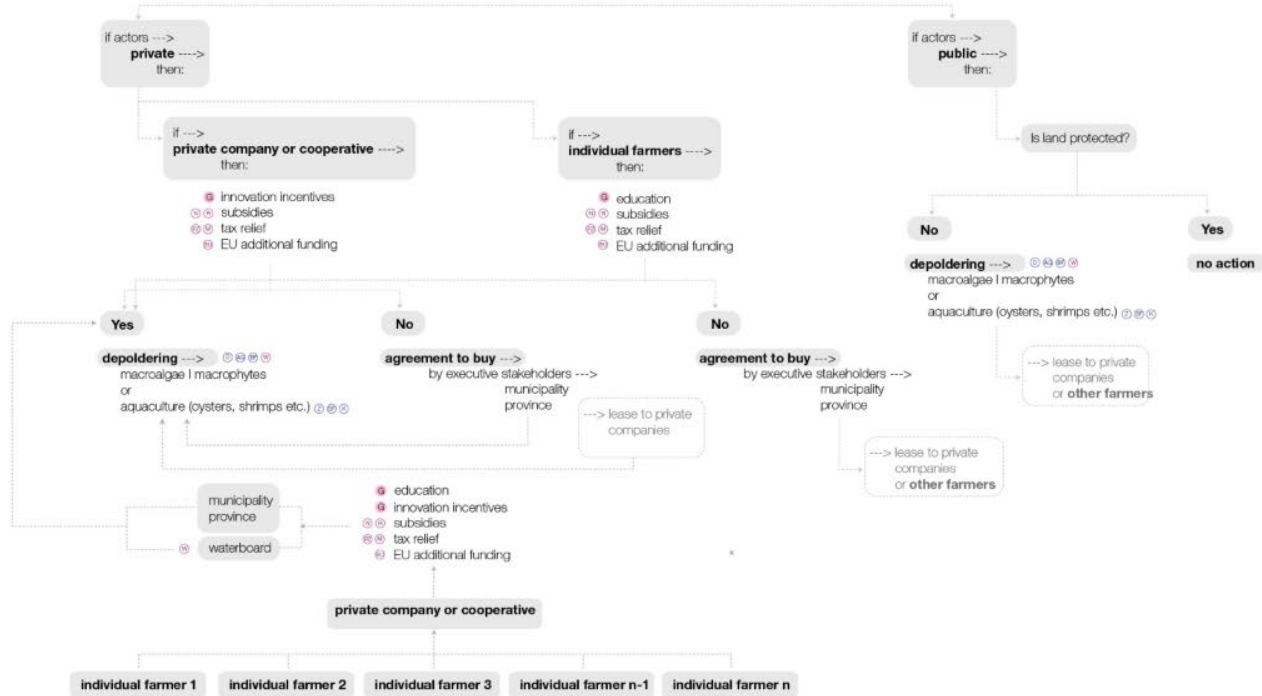 if actors --->
private ---->
then:
if actors --->
public ---->
then:
if --->
private company or cooperative ---->
then:
if --->
individual farmers ---->
then:
Is land protected?
G innovation incentives
subsidies
M tax relief
EU additional funding
G education
subsidies
M tax relief
EU additional funding
No
Yes
depoldering --->
macroalgae | macrophytes
or
aquaculture (oysters, shrimps etc.)
no action
---> lease to private
companies
or other farmers
Yes
No
No
depoldering --->
macroalgae | macrophytes
or
aquaculture (oysters, shrimps etc.)
agreement to buy --->
by executive stakeholders --->
municipality
province
---> lease to private
companies
agreement to buy --->
by executive stakeholders --->
municipality
province
---> lease to private
companies
or other farmers
municipality
province
W waterboard
G education
G innovation incentives
subsidies
M tax relief
EU additional funding
private company or cooperative
individual farmer 1
individual farmer 2
individual farmer 3
individual farmer n-1
individual farmer n